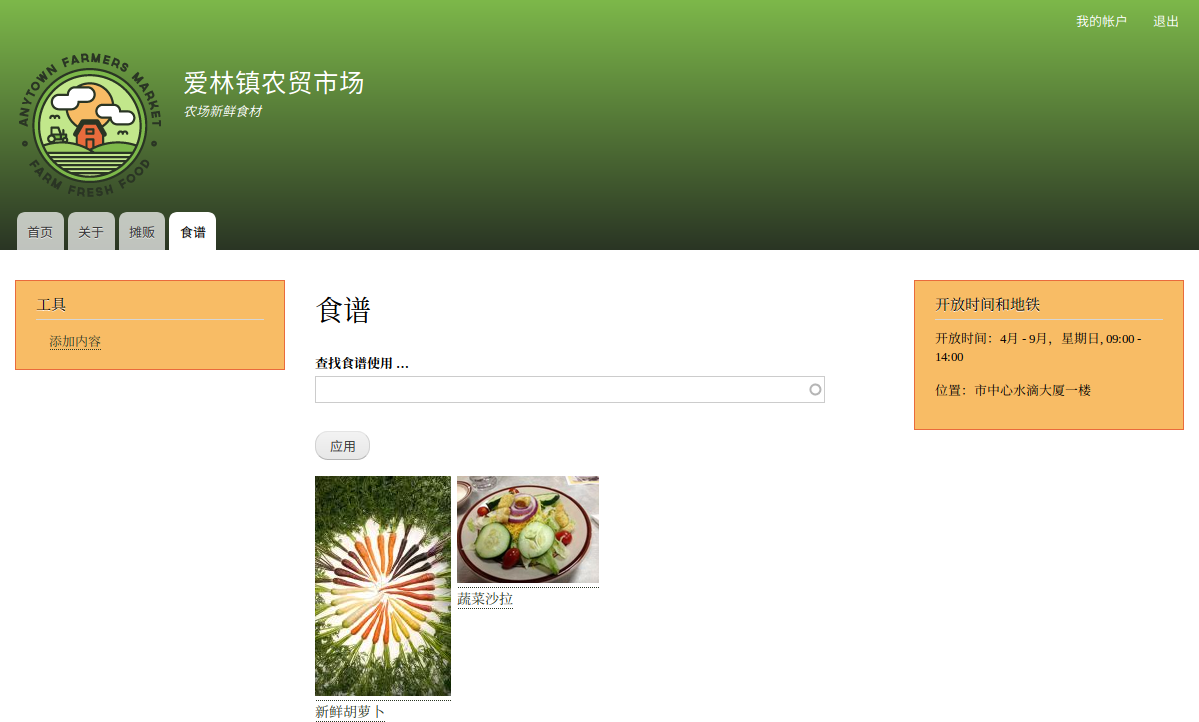 我的帐户 退出
ANYTOWN FARMERS MARKET
FARM FRESH FOOD
爱林镇农贸市场
农场新鲜食材
首页 关于 摊贩 食谱
工具
添加内容
食谱
查找食谱使用 ...
应用
蔬菜沙拉
新鲜胡萝卜
开放时间和地铁
开放时间：4月 - 9月，星期日, 09:00 -
14:00
位置：市中心水滴大厦一楼